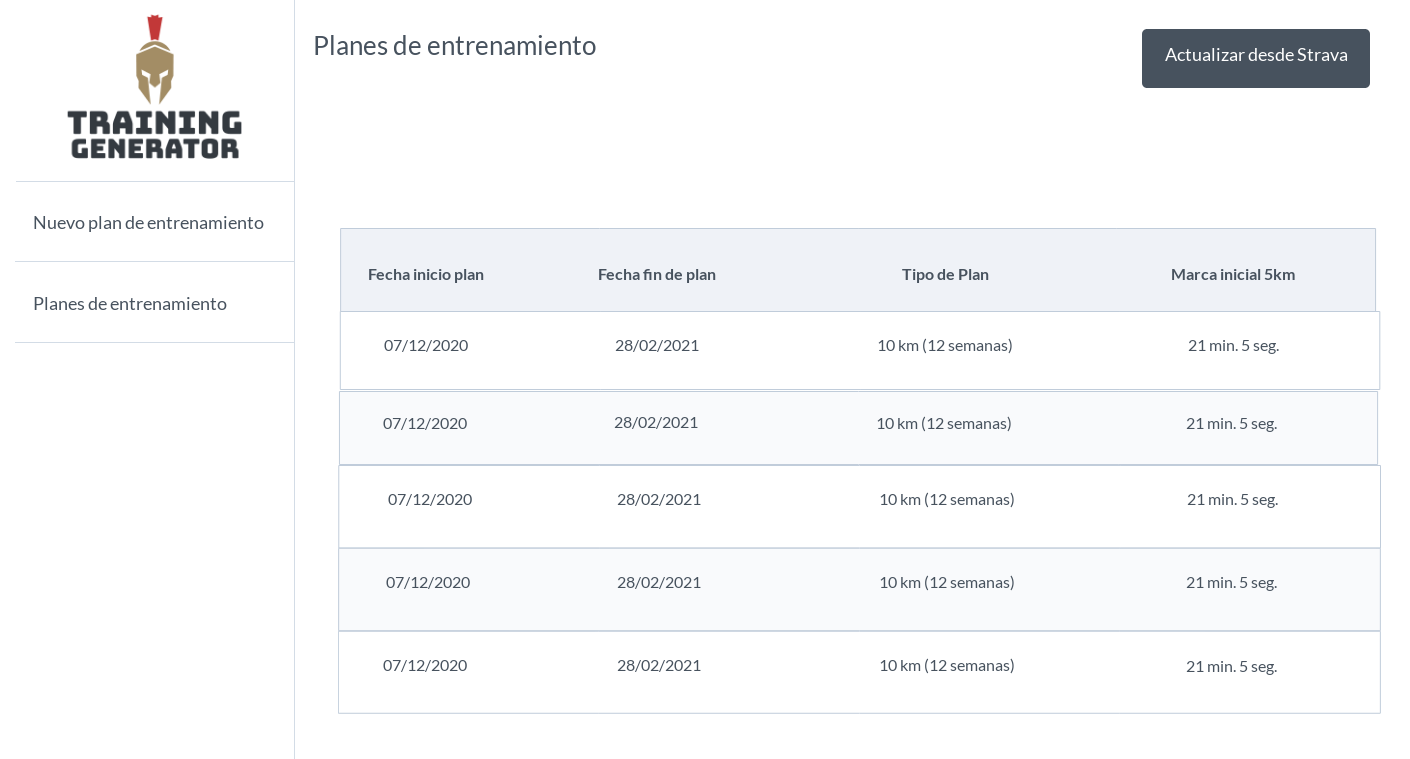 TRAINING
GENERATOR
Nuevo plan de entrenamiento
Planes de entrenamiento
Planes de entrenamiento
Actualizar desde Strava
Fecha inicio plan Fecha fin de plan Tipo de Plan Marca inicial 5km
07/12/2020 28/02/2021 10 km (12 semanas) 21 min. 5 seg.
07/12/2020 28/02/2021 10 km (12 semanas) 21 min. 5 seg.
07/12/2020 28/02/2021 10 km (12 semanas) 21 min. 5 seg.
07/12/2020 28/02/2021 10 km (12 semanas) 21 min. 5 seg.
07/12/2020 28/02/2021 10 km (12 semanas) 21 min. 5 seg.